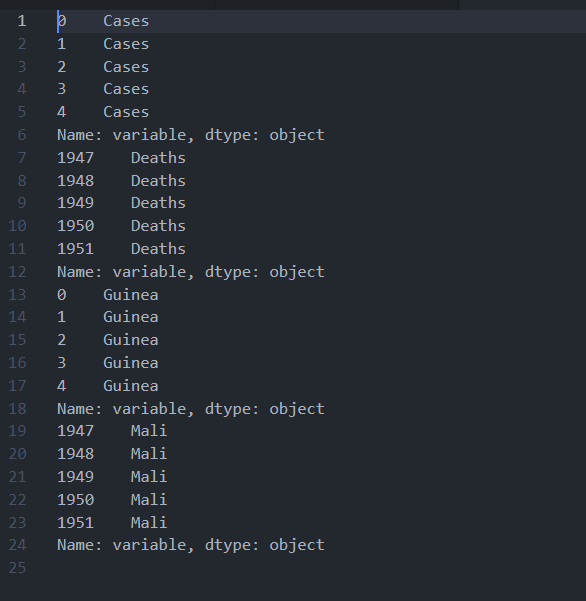 1 0    Cases
2 1    Cases
3 2    Cases
4 3    Cases
5 4    Cases
6 Name: variable, dtype: object
7 1947    Deaths
8 1948    Deaths
9 1949    Deaths
10 1950    Deaths
11 1951    Deaths
12 Name: variable, dtype: object
13 0    Guinea
14 1    Guinea
15 2    Guinea
16 3    Guinea
17 4    Guinea
18 Name: variable, dtype: object
19 1947    Mali
20 1948    Mali
21 1949    Mali
22 1950    Mali
23 1951    Mali
24 Name: variable, dtype: object
25